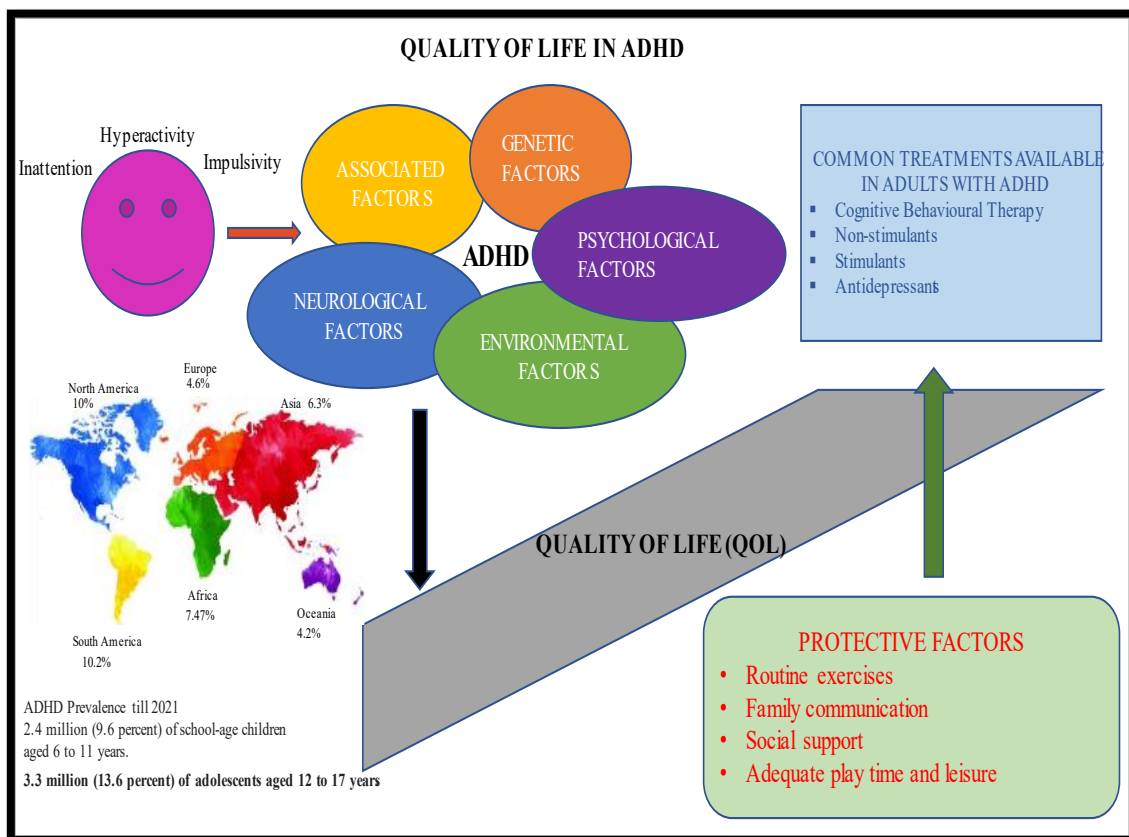 QUALITY OF LIFE IN ADHD
Hyperactivity
Inattention
Impulsivity
ASSOCIATED
FACTORS
GENETIC
FACTORS
PSYCHOLOGICAL
FACTORS
ADHD
NEUROLOGICAL
FACTORS
ENVIRONMENTAL
FACTORS
COMMON TREATMENTS AVAILABLE
IN ADULTS WITH ADHD
▪ Cognitive Behavioural Therapy
▪ Non-stimulants
▪ Stimulants
▪ Antidepressants
North America
10%
Europe
4.6%
Asia 6.3%
Africa
7.47%
Oceania
4.2%
South America
10.2%
ADHD Prevalence till 2021
2.4 million (9.6 percent) of school-age children
aged 6 to 11 years.
3.3 million (13.6 percent) of adolescents aged 12 to 17 years
QUALITY OF LIFE (QOL)
PROTECTIVE FACTORS
• Routine exercises
• Family communication
• Social support
• Adequate play time and leisure